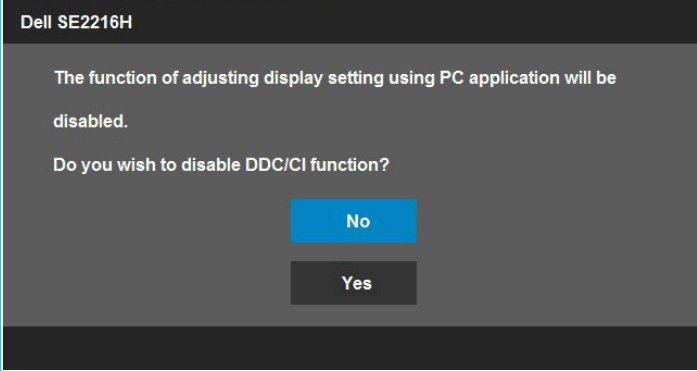 Dell SE2216H
The function of adjusting display setting using PC application will be
disabled.
Do you wish to disable DDC/CI function?
No
Yes